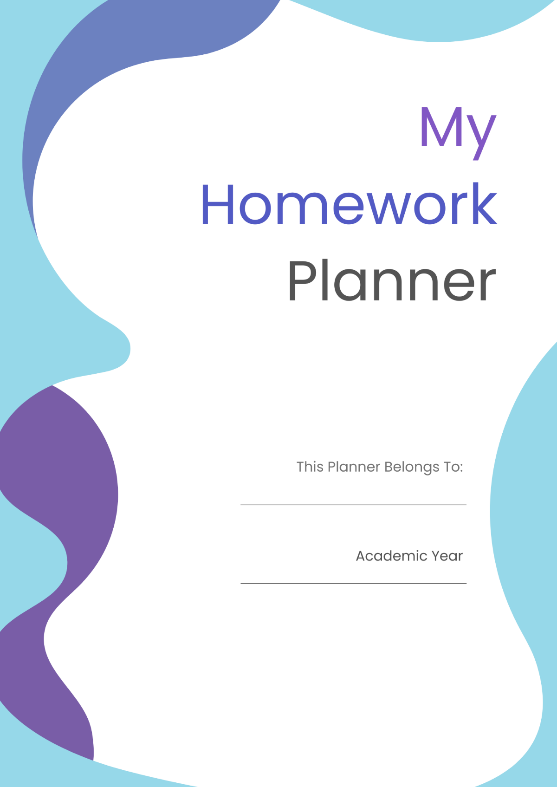 My
Homework
Planner
This Planner Belongs To:
Academic Year